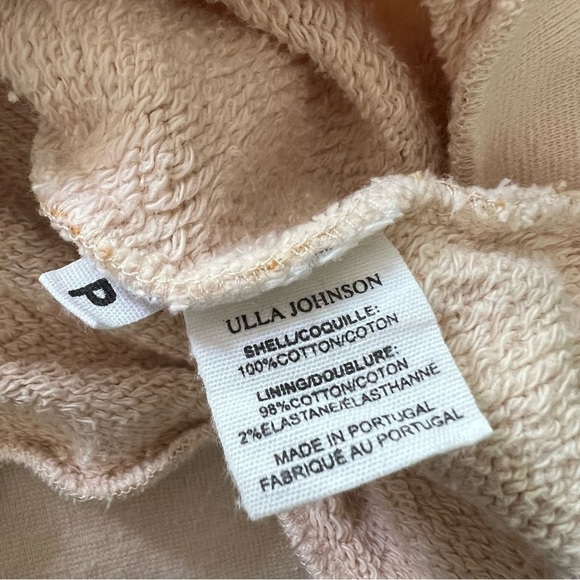 P
ULLA JOHNSON
SHELL/COQUILLE:
100%COTTON/COTON
LINING/DOUBLURE:
98%COTTON/COTON
2%ELASTANE/ÉLASTHANNE
MADE IN PORTUGAL
FABRIQUÉ AU PORTUGAL